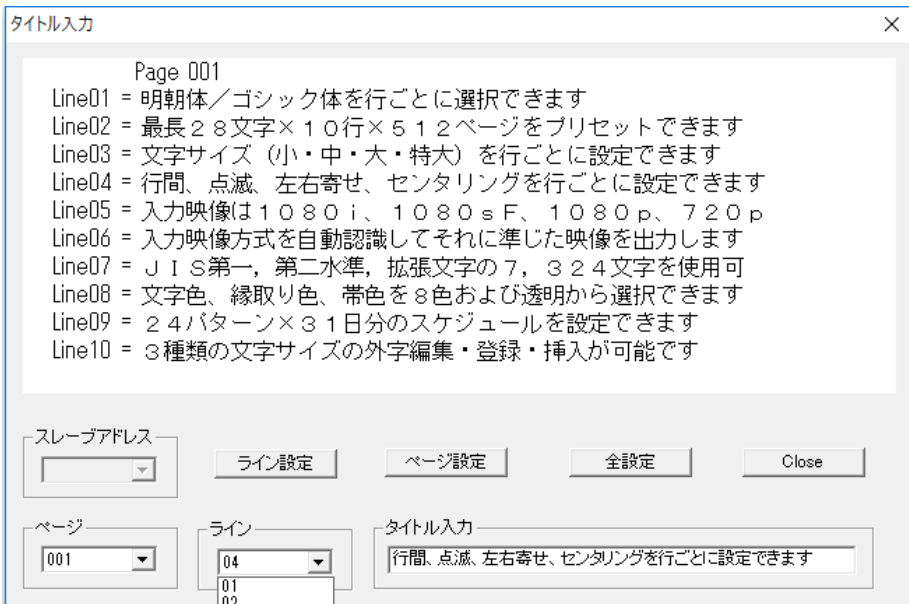 タイトル入力
Page 001
Line01 = 明朝体／ゴシック体を行ごとに選択できます
Line02 = 最長２８文字×１０行×５１２ページをプリセットできます
Line03 = 文字サイズ（小・中・大・特大）を行ごとに設定できます
Line04 = 行間、点滅、左右寄せ、センタリングを行ごとに設定できます
Line05 = 入力映像は１０８０ｉ、１０８０ｓＦ、１０８０ｐ、７２０ｐ
Line06 = 入力映像方式を自動認識してそれに準じた映像を出力します
Line07 = ＪＩＳ第一，第二水準，拡張文字の７，３２４文字を使用可
Line08 = 文字色、縁取り色、帯色を８色および透明から選択できます
Line09 = ２４パターン×３１日分のスケジュールを設定できます
Line10 = ３種類の文字サイズの外字編集・登録・挿入が可能です
スレーブアドレス
ライン設定 ページ設定 全設定 Close
ページ ライン タイトル入力
001 04 行間、点滅、左右寄せ、センタリングを行ごとに設定できます
01